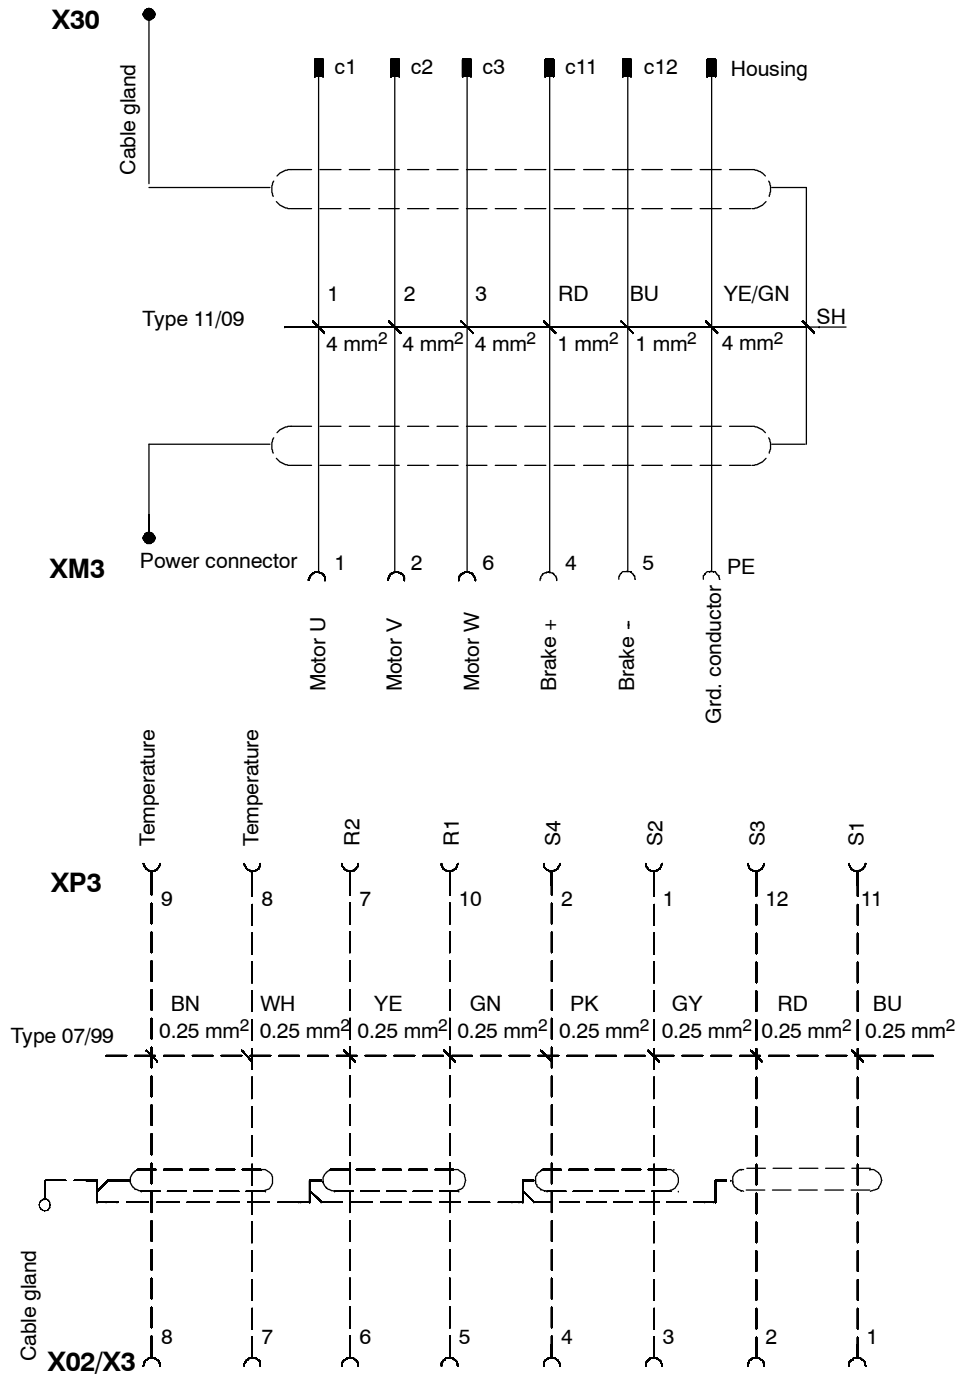 X30
Cable gland
c1 c2 c3 c11 c12 Housing
1 2 3 RD BU YE/GN
Type 11/09
SH
4 mm² 4 mm² 4 mm² 1 mm² 1 mm² 4 mm²
XM3
Power connector
1 2 6 4 5 PE
Motor U
Motor V
Motor W
Brake +
Brake -
Grd. conductor
Temperature
Temperature
R2
R1
S4
S2
S3
S1
XP3
9 8 7 10 2 1 12 11
BN WH YE GN PK GY RD BU
Type 07/99
0.25 mm² 0.25 mm² 0.25 mm² 0.25 mm² 0.25 mm² 0.25 mm² 0.25 mm² 0.25 mm²
Cable gland
8 7 6 5 4 3 2 1
X02/X3